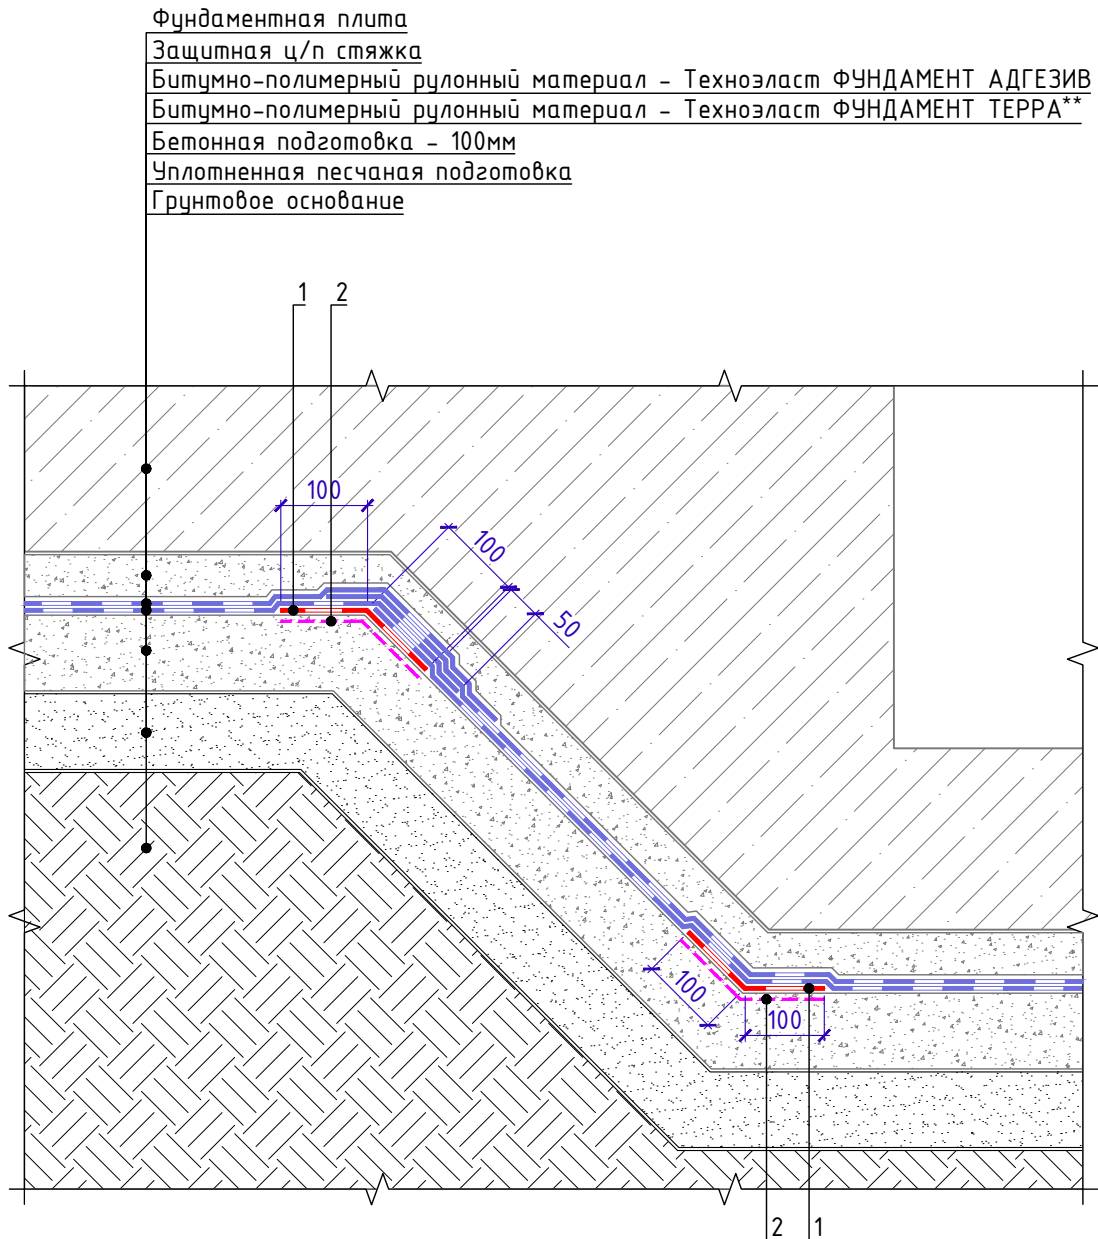 Фундаментная плита
Защитная ц/п стяжка
Битумно-полимерный рулонный материал - Техноэласт ФУНДАМЕНТ АДГЕЗИВ
Битумно-полимерный рулонный материал - Техноэласт ФУНДАМЕНТ ТЕРРА**
Бетонная подготовка - 100мм
Уплотненная песчаная подготовка
Грунтовое основание
1 2
100
100
50
100
100
2 1